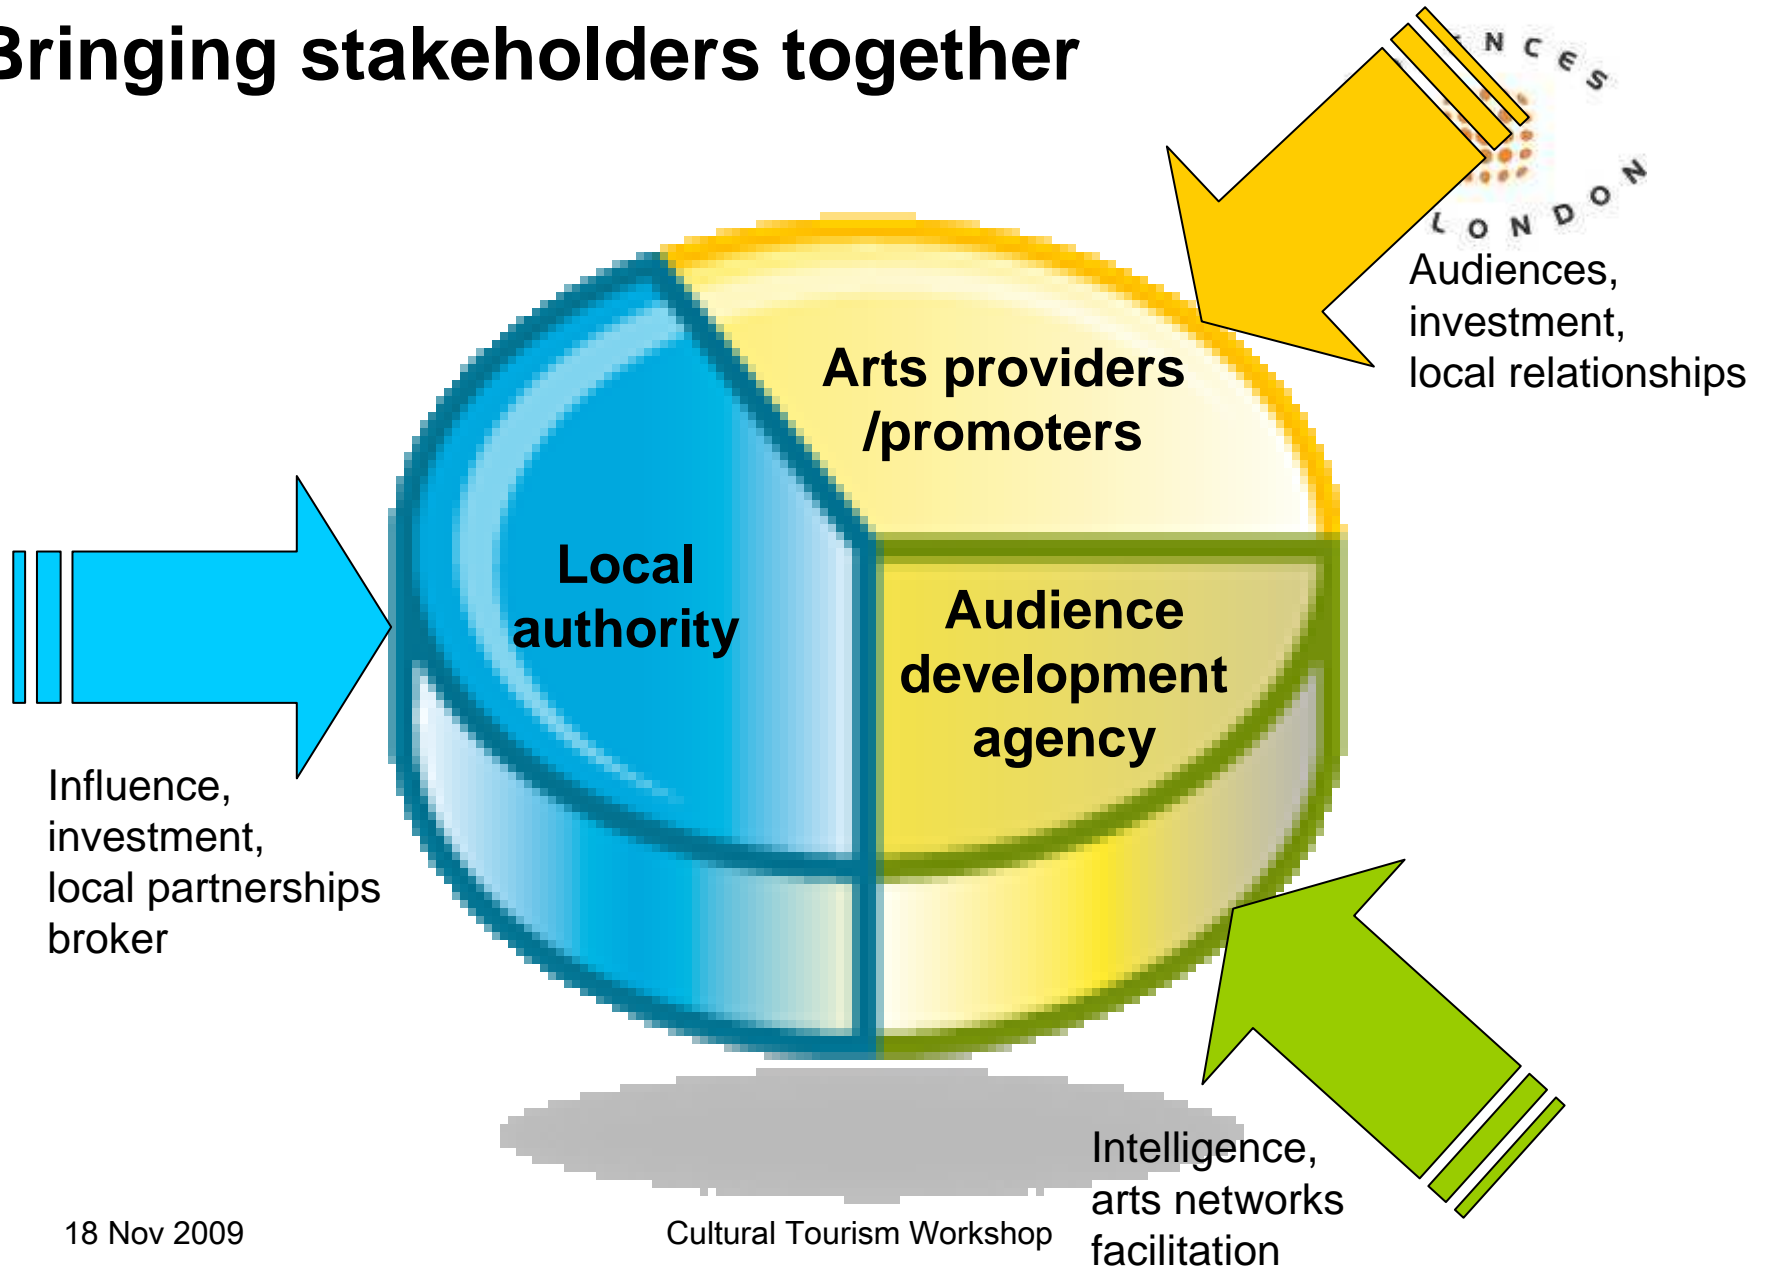 Bringing stakeholders together
NCES
LONDON
Audiences,
investment,
local relationships
Arts providers
/promoters
Local
authority
Audience
development
agency
Influence,
investment,
local partnerships
broker
Intelligence,
arts networks
facilitation
18 Nov 2009
Cultural Tourism Workshop